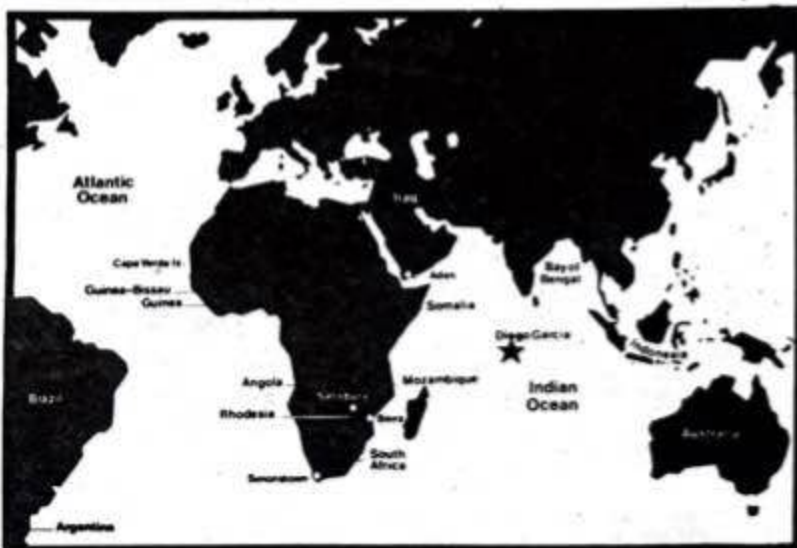 Atlantic
Ocean
Iraq
Cape Verde Is
Aden
Bay of
Bengal
Guinea-Bissau
Guinea
Somalia
Diego Garcia
Indonesia
Angola
Mozambique
Indian
Ocean
Brazil
Salisbury
Rhodesia
Beira
Australia
South
Africa
Simonstown
Argentina